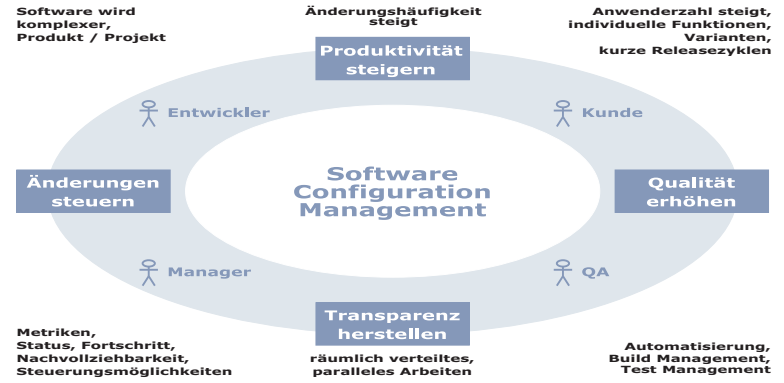 Software wird
komplexer,
Produkt / Projekt
Änderungshäufigkeit
steigt
Anwenderzahl steigt,
individuelle Funktionen,
Varianten,
kurze Releasezyklen
Produktivität
steigern
Entwickler
Kunde
Änderungen
steuern
Software
Configuration
Management
Qualität
erhöhen
Manager
QA
Transparenz
herstellen
Metriken,
Status, Fortschritt,
Nachvollziehbarkeit,
Steuerungsmöglichkeiten
räumlich verteiltes,
paralleles Arbeiten
Automatisierung,
Build Management,
Test Management